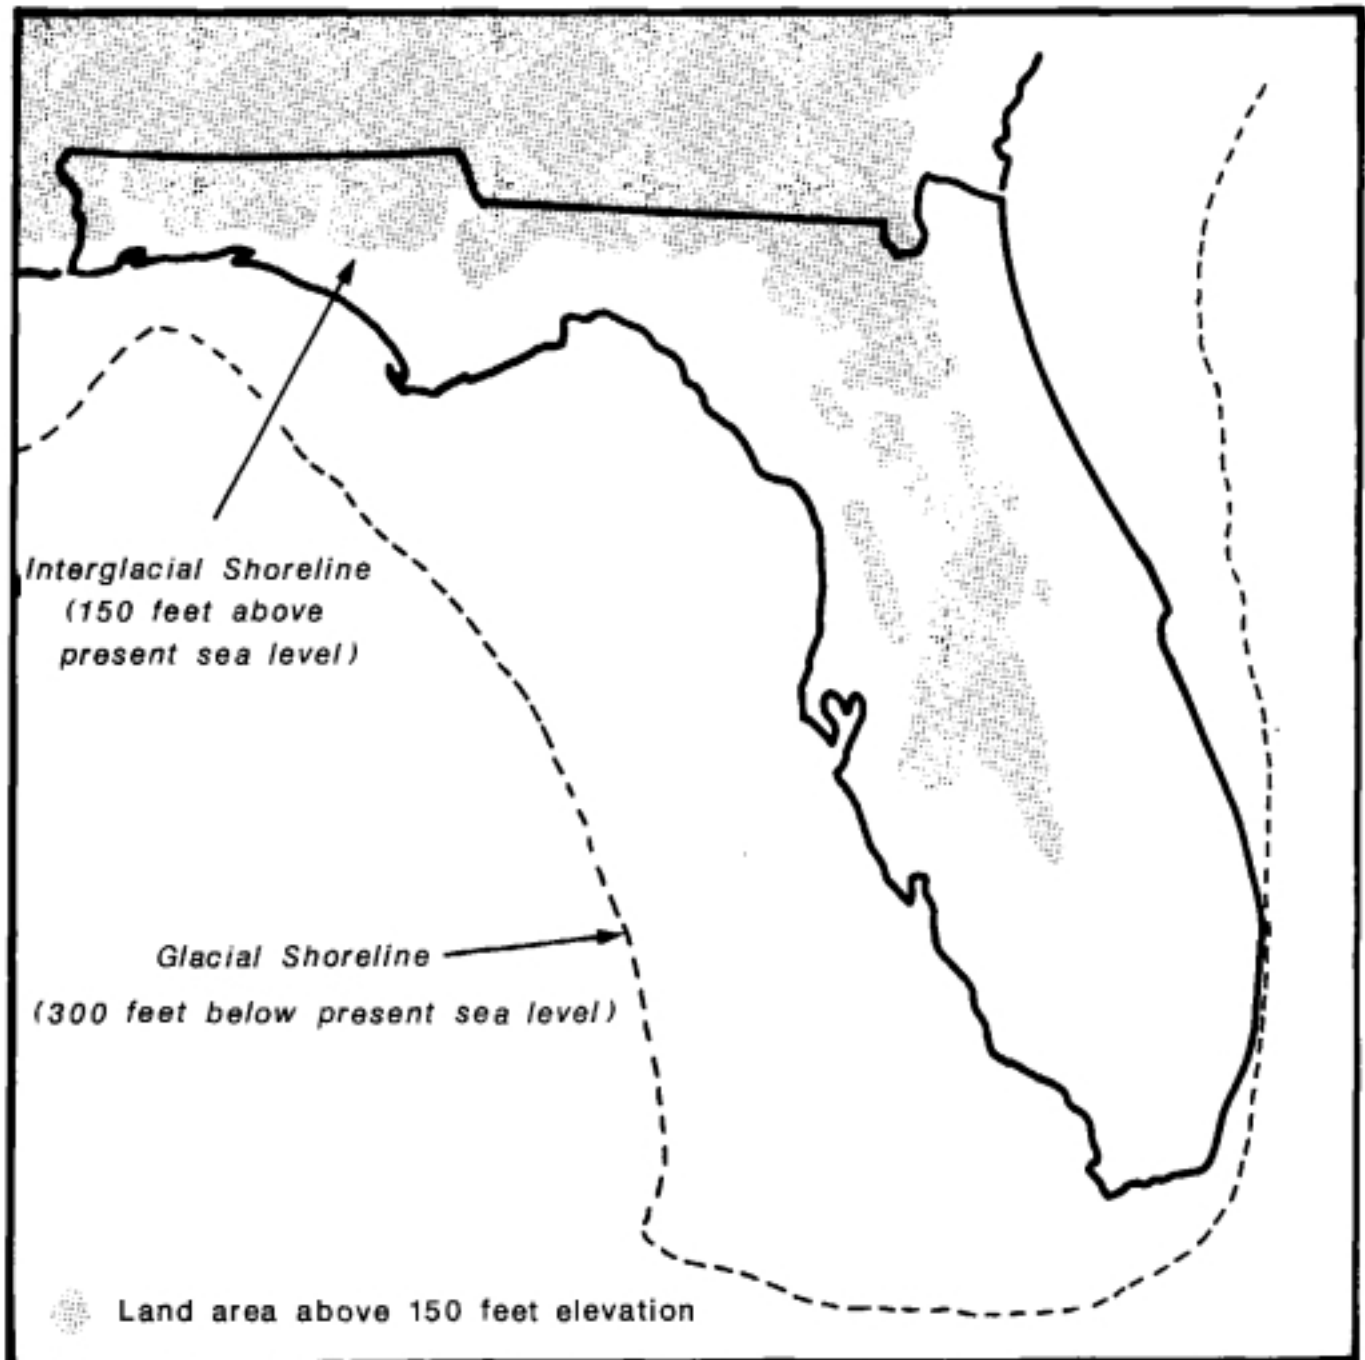 Interglacial Shoreline
(150 feet above
present sea level)
Glacial Shoreline
(300 feet below present sea level)
Land area above 150 feet elevation